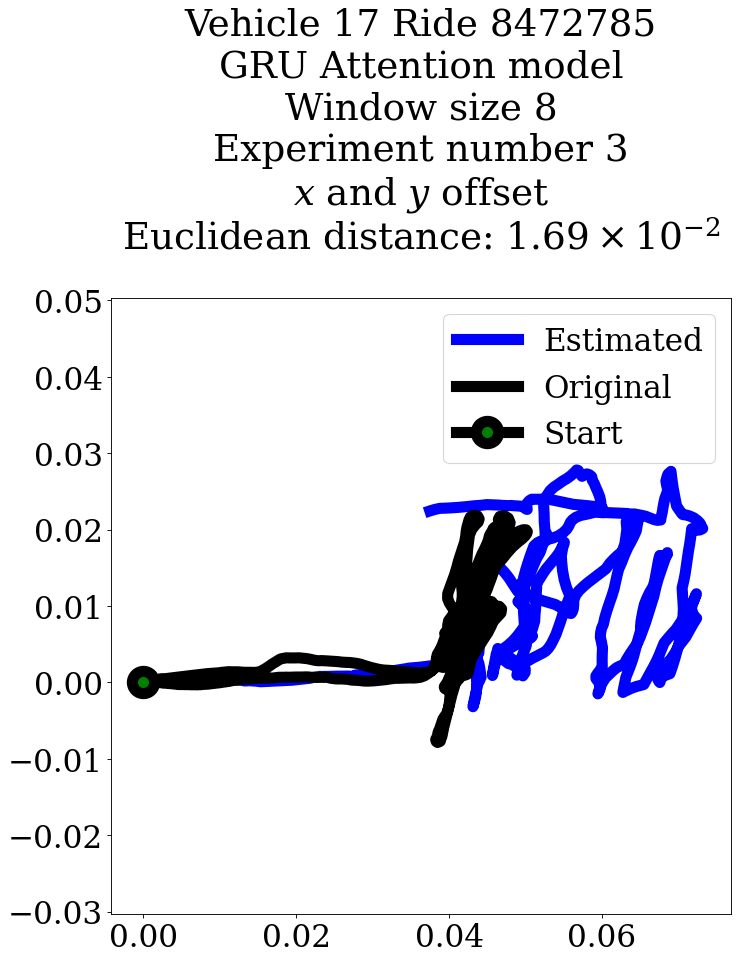 Vehicle 17 Ride 8472785
GRU Attention model
Window size 8
Experiment number 3
x and y offset
Euclidean distance: 1.69 × 10⁻²
Estimated
Original
Start
0.05
0.04
0.03
0.02
0.01
0.00
−0.01
−0.02
−0.03
0.00 0.02 0.04 0.06